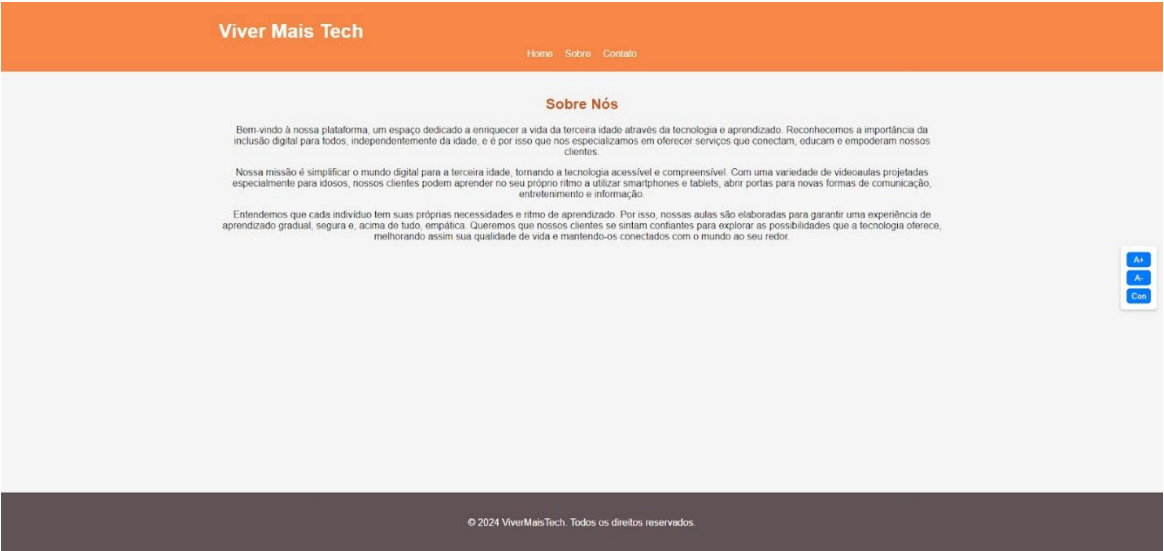 Viver Mais Tech
Home Sobre Contato
Sobre Nós
Bem-vindo à nossa plataforma, um espaço dedicado a enriquecer a vida da terceira idade através da tecnologia e aprendizado. Reconhecemos a importância da
inclusão digital para todos, independentemente da idade, e é por isso que nos especializamos em oferecer serviços que conectam, educam e empoderam nossos
clientes.
Nossa missão é simplificar o mundo digital para a terceira idade, tornando a tecnologia acessível e compreensível. Com uma variedade de videoaulas projetadas
especialmente para idosos, nossos clientes podem aprender no seu próprio ritmo a utilizar smartphones e tablets, abrir portas para novas formas de comunicação,
entretenimento e informação.
Entendemos que cada indivíduo tem suas próprias necessidades e ritmo de aprendizado. Por isso, nossas aulas são elaboradas para garantir uma experiência de
aprendizado gradual, segura e, acima de tudo, empática. Queremos que nossos clientes se sintam confiantes para explorar as possibilidades que a tecnologia oferece,
melhorando assim sua qualidade de vida e mantendo-os conectados com o mundo ao seu redor.
A+
A-
Con
© 2024 ViverMaisTech. Todos os direitos reservados.